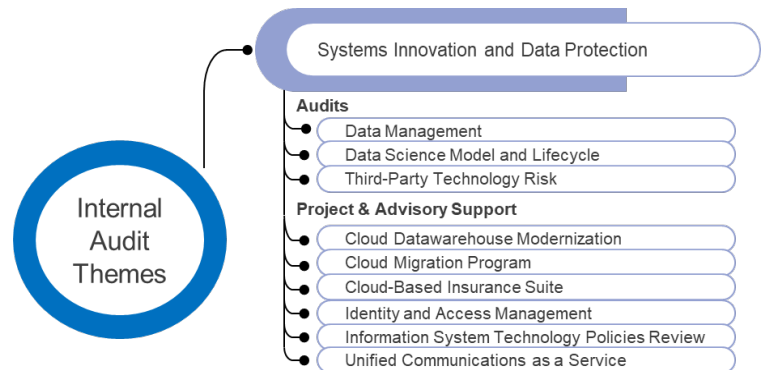 Systems Innovation and Data Protection
Audits
Data Management
Data Science Model and Lifecycle
Third-Party Technology Risk
Internal
Audit
Themes
Project & Advisory Support
Cloud Datawarehouse Modernization
Cloud Migration Program
Cloud-Based Insurance Suite
Identity and Access Management
Information System Technology Policies Review
Unified Communications as a Service